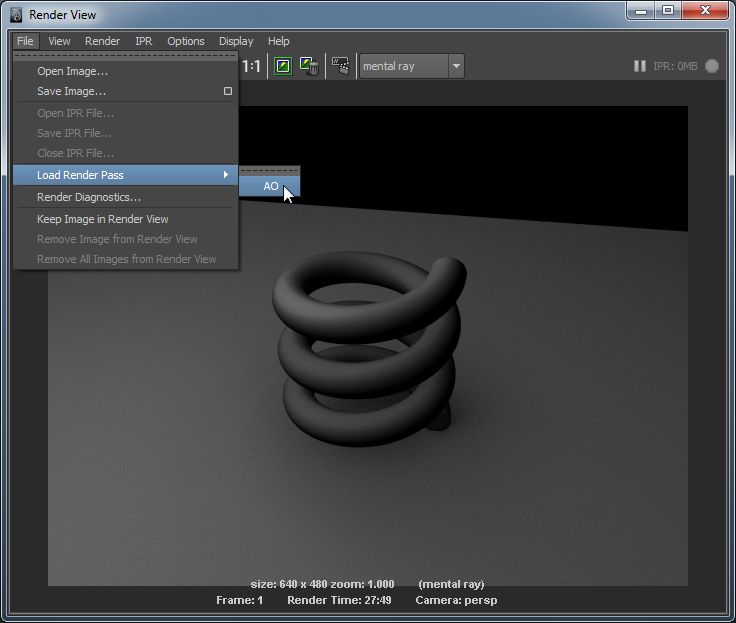 Render View
File View Render IPR Options Display Help
1:1 mental ray IPR: 0MB
Open Image...
Save Image...
Open IPR File...
Save IPR File...
Close IPR File...
Load Render Pass
AO
Render Diagnostics...
Keep Image in Render View
Remove Image from Render View
Remove All Images from Render View
size: 640 x 480 zoom: 1.000 (mental ray)
Frame: 1 Render Time: 27:49 Camera: persp